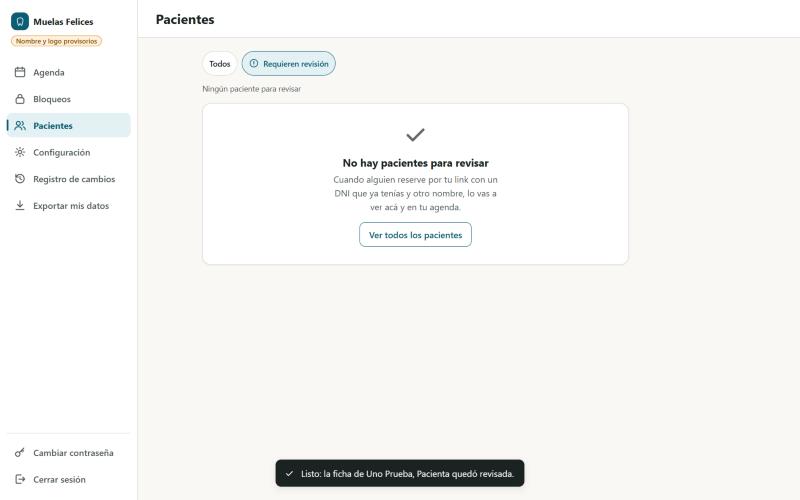 Muelas Felices
Nombre y logo provisorios
Agenda
Bloqueos
Pacientes
Configuración
Registro de cambios
Exportar mis datos
Cambiar contraseña
Cerrar sesión
Pacientes
Todos
Requieren revisión
Ningún paciente para revisar
No hay pacientes para revisar
Cuando alguien reserve por tu link con un
DNI que ya tenías y otro nombre, lo vas a
ver acá y en tu agenda.
Ver todos los pacientes
Listo: la ficha de Uno Prueba, Pacienta quedó revisada.